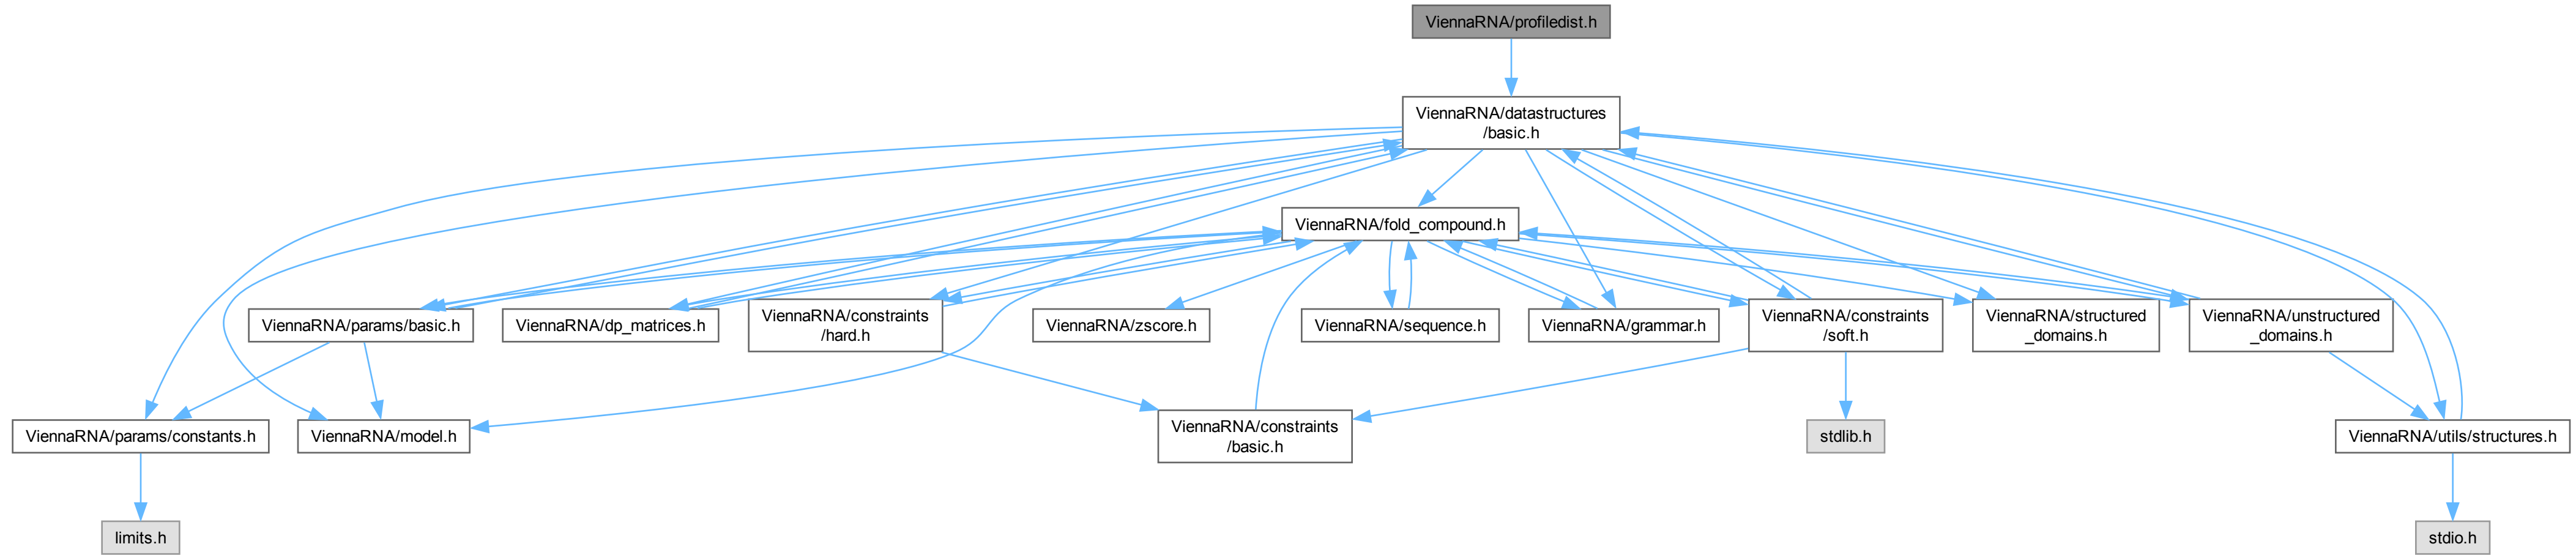 ViennaRNA/profiledist.h
ViennaRNA/datastructures
/basic.h
ViennaRNA/fold_compound.h
ViennaRNA/params/basic.h
ViennaRNA/dp_matrices.h
ViennaRNA/constraints
/hard.h
ViennaRNA/zscore.h
ViennaRNA/sequence.h
ViennaRNA/grammar.h
ViennaRNA/constraints
/soft.h
ViennaRNA/structured
_domains.h
ViennaRNA/unstructured
_domains.h
ViennaRNA/params/constants.h
ViennaRNA/model.h
ViennaRNA/constraints
/basic.h
stdlib.h
ViennaRNA/utils/structures.h
limits.h
stdio.h